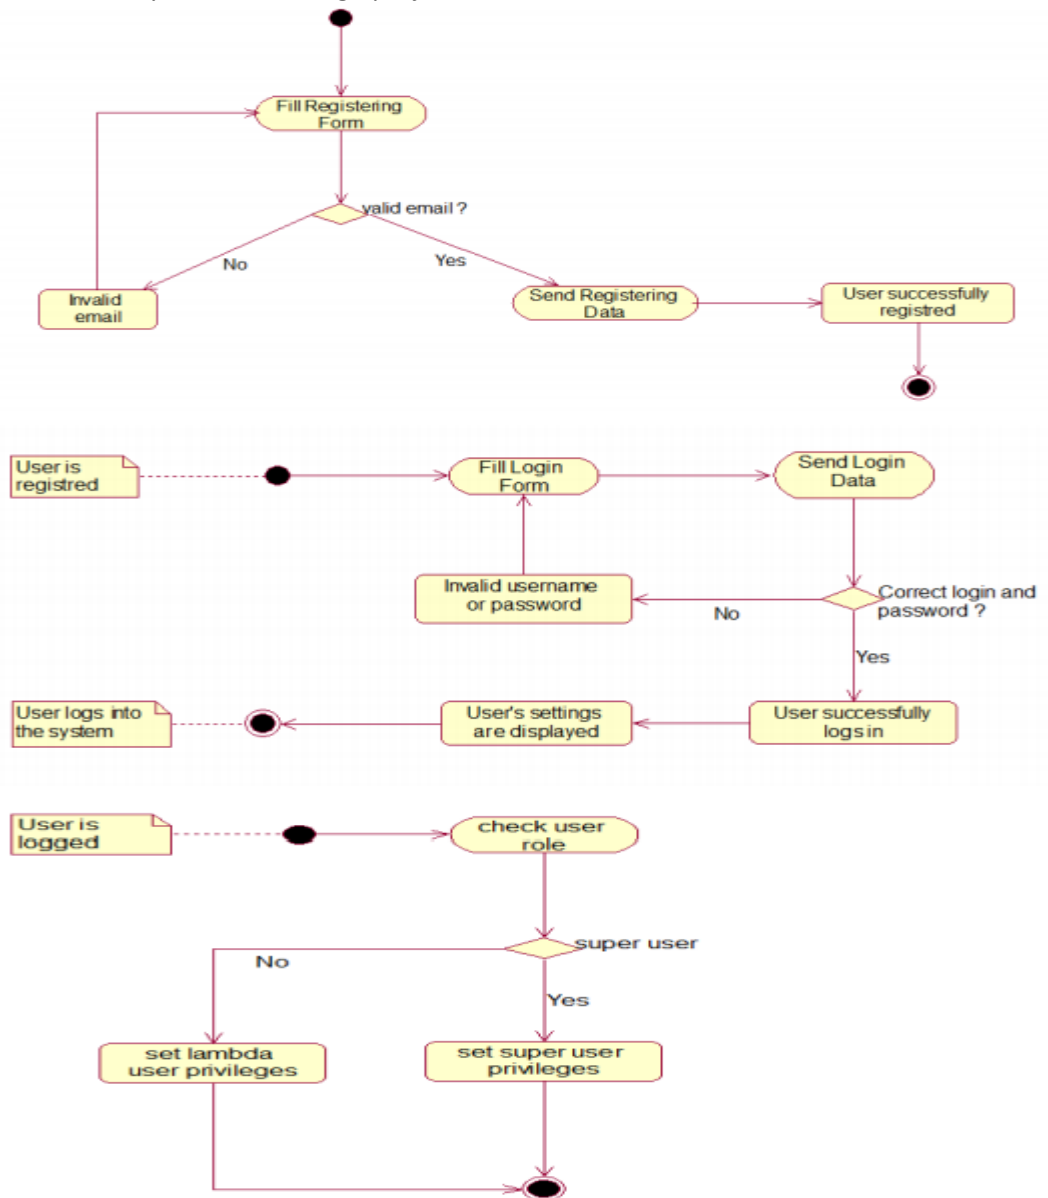 Fill Registering
Form
valid email ?
No
Yes
Invalid
email
Send Registering
Data
User successfully
registred
User is
registred
Fill Login
Form
Send Login
Data
Invalid username
or password
No
Correct login and
password ?
Yes
User logs into
the system
User's settings
are displayed
User successfully
logs in
User is
logged
check user
role
super user
No
Yes
set lambda
user privileges
set super user
privileges